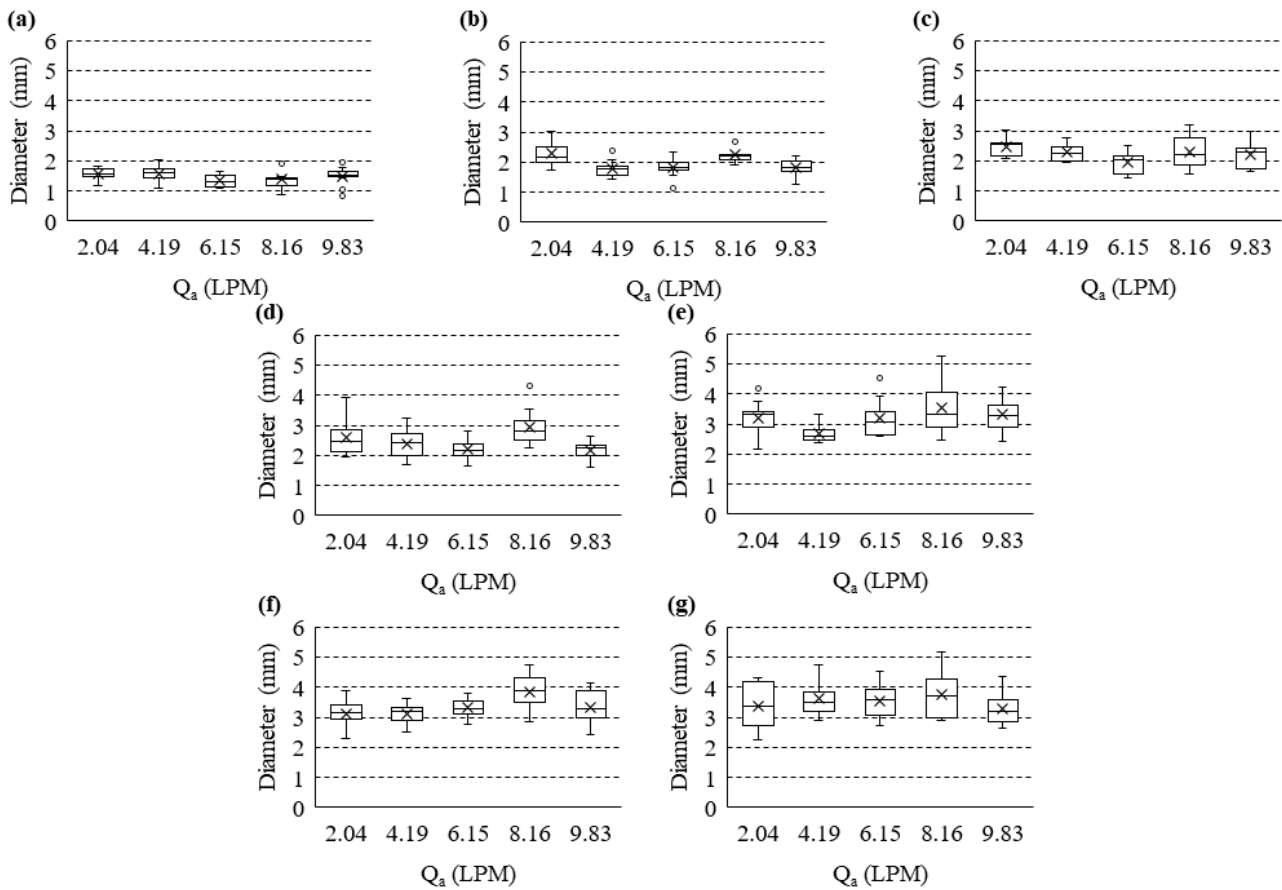 (a)
6
5
4
3
2
1
0
Diameter (mm)
2.04 4.19 6.15 8.16 9.83
Qa (LPM)
(b)
6
5
4
3
2
1
0
Diameter (mm)
2.04 4.19 6.15 8.16 9.83
Qa (LPM)
(c)
6
5
4
3
2
1
0
Diameter (mm)
2.04 4.19 6.15 8.16 9.83
Qa (LPM)
(d)
6
5
4
3
2
1
0
Diameter (mm)
2.04 4.19 6.15 8.16 9.83
Qa (LPM)
(e)
6
5
4
3
2
1
0
Diameter (mm)
2.04 4.19 6.15 8.16 9.83
Qa (LPM)
(f)
6
5
4
3
2
1
0
Diameter (mm)
2.04 4.19 6.15 8.16 9.83
Qa (LPM)
(g)
6
5
4
3
2
1
0
Diameter (mm)
2.04 4.19 6.15 8.16 9.83
Qa (LPM)